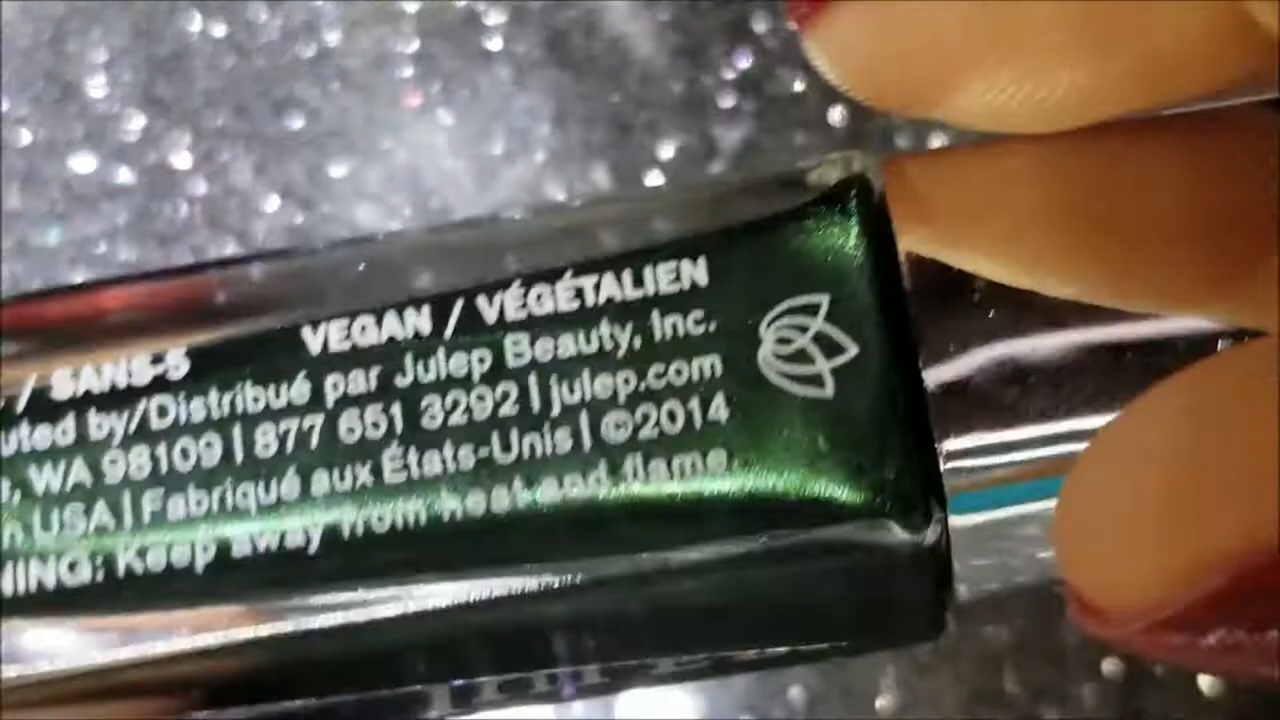 / SANS-5 VEGAN / VÉGÉTALIEN
uted by/Distribué par Julep Beauty, Inc.
, WA 98109 | 877 651 3292 | julep.com
n USA | Fabriqué aux États-Unis | ©2014
NING: Keep away from heat and flame.